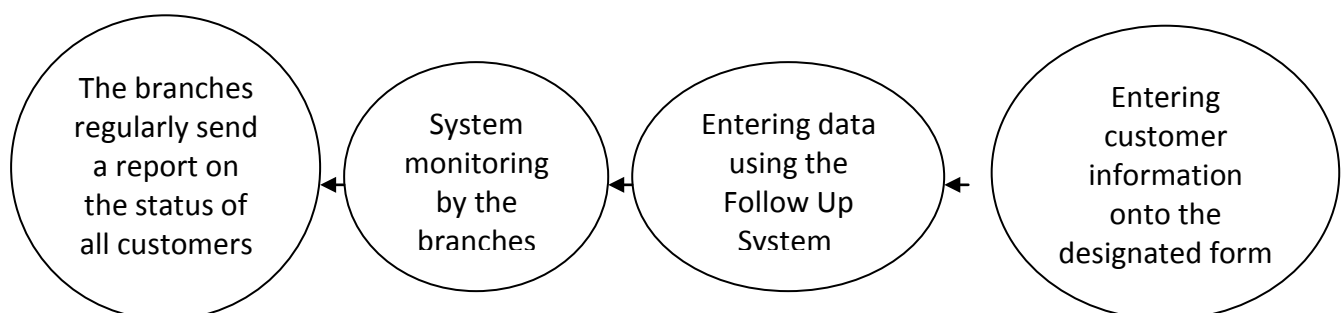 The branches
regularly send
a report on
the status of
all customers
System
monitoring
by the
branches
Entering data
using the
Follow Up
System
Entering
customer
information
onto the
designated form